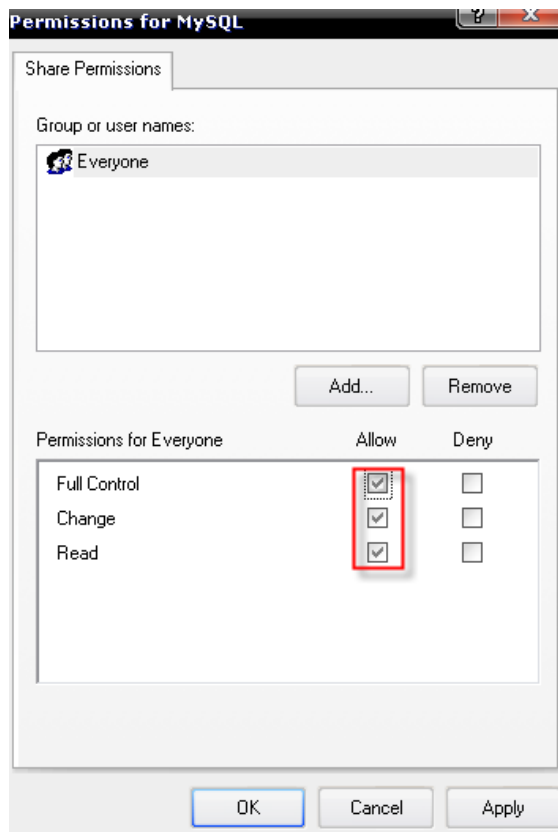 Permissions for MySQL
Share Permissions
Group or user names:
Everyone
Add... Remove
Permissions for Everyone Allow Deny
Full Control
Change
Read
OK Cancel Apply